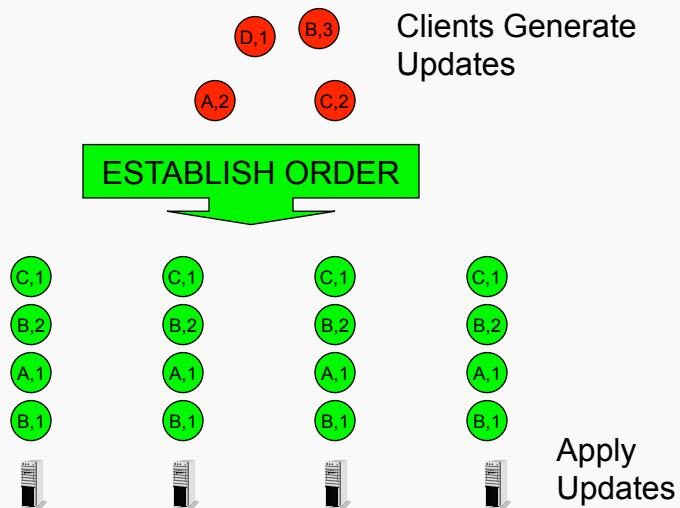 Clients Generate
Updates
D,1
B,3
A,2
C,2
ESTABLISH ORDER
C,1 C,1 C,1 C,1
B,2 B,2 B,2 B,2
A,1 A,1 A,1 A,1
B,1 B,1 B,1 B,1
Apply
Updates